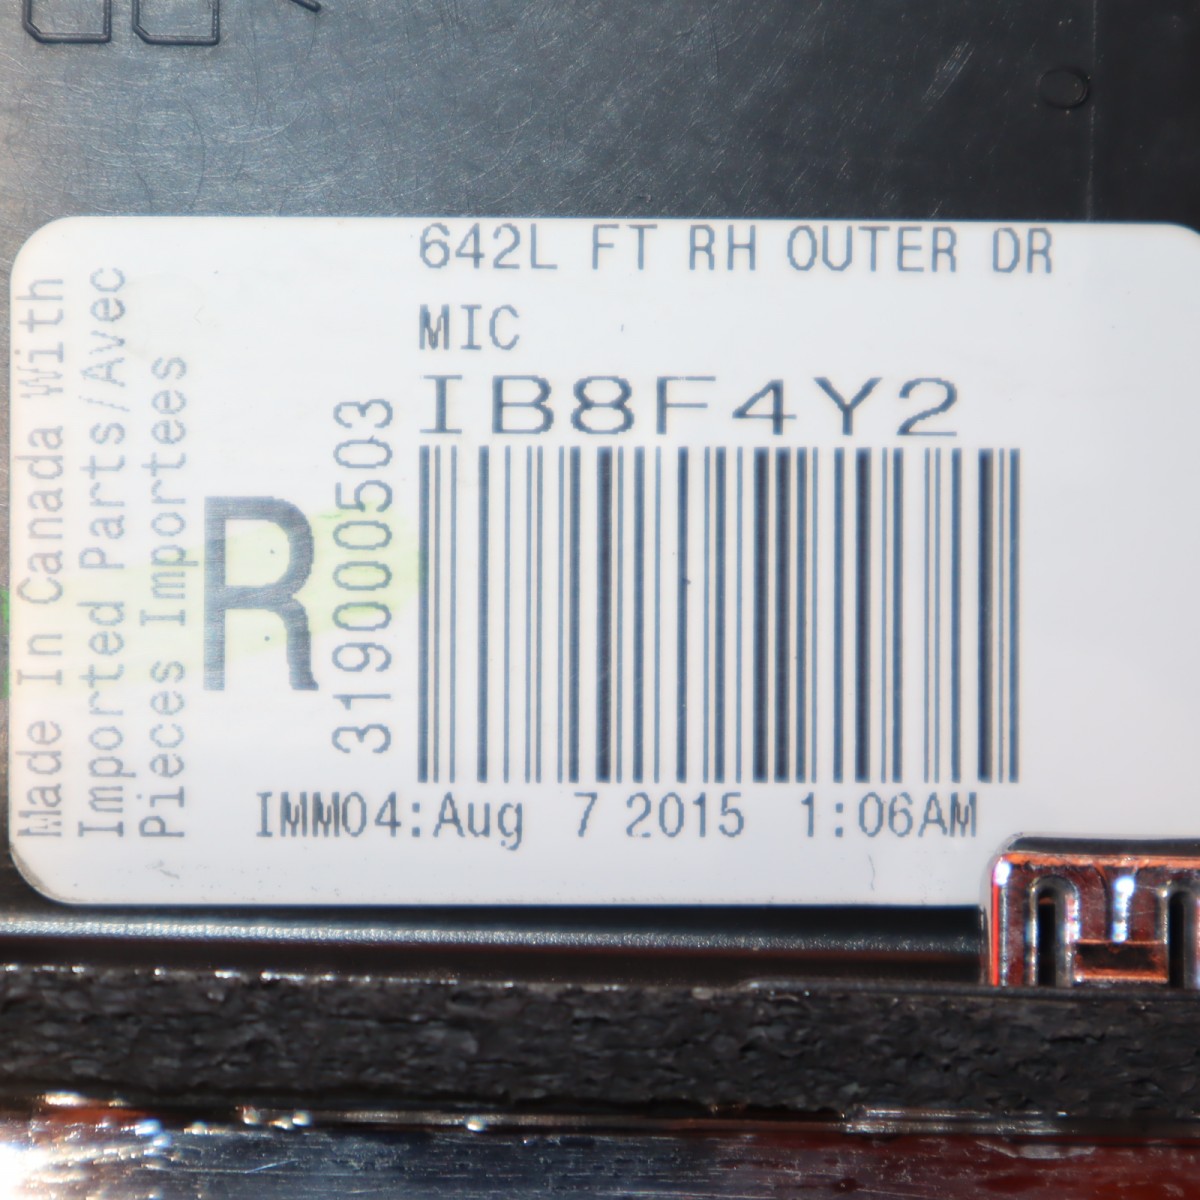 642L FT RH OUTER DR
MIC
IB8F4Y2
Made In Canada With
Imported Parts/Avec
Pieces Importees
R
319000503
IMM04:Aug 7 2015 1:06AM